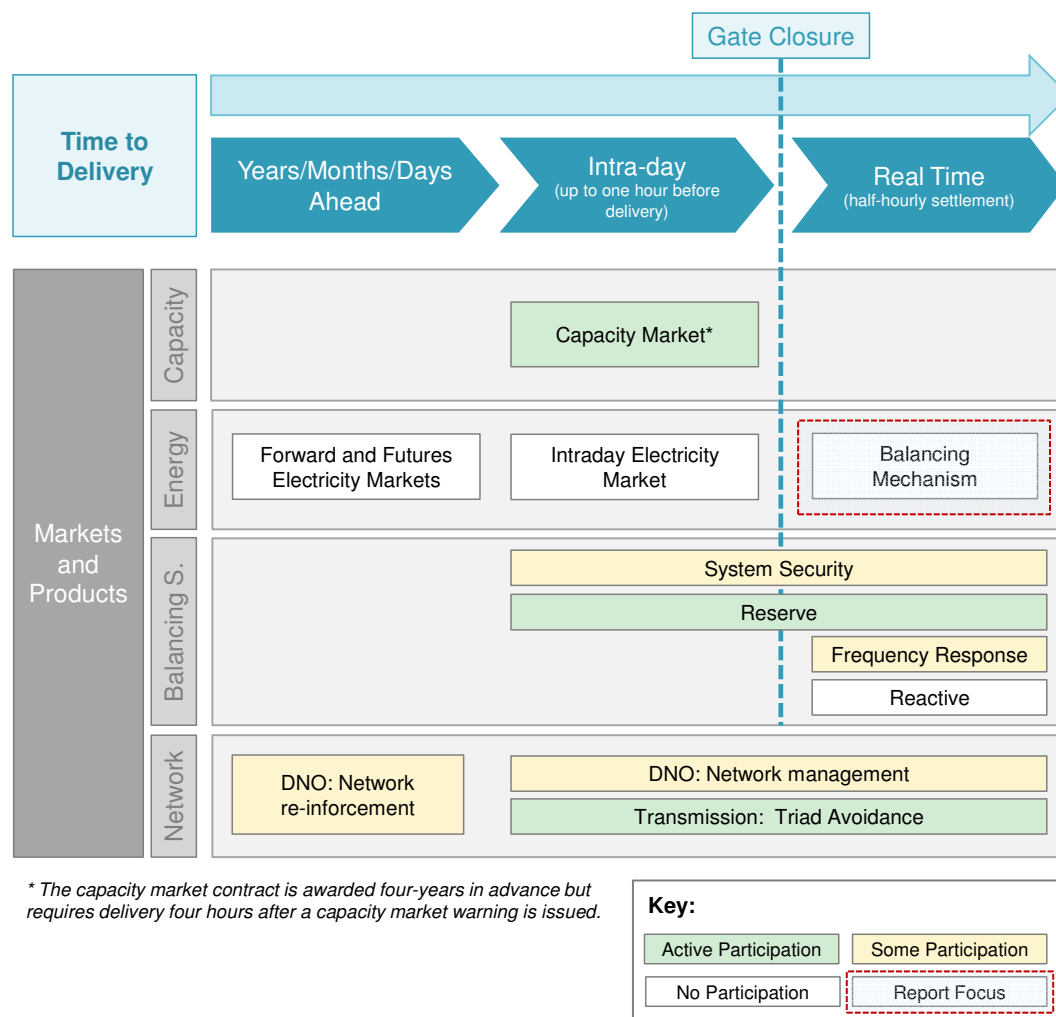 Gate Closure
Time to
Delivery
Years/Months/Days
Ahead
Intra-day
(up to one hour before
delivery)
Real Time
(half-hourly settlement)
Markets
and
Products
Capacity
Capacity Market*
Energy
Forward and Futures
Electricity Markets
Intraday Electricity
Market
Balancing
Mechanism
Balancing S.
System Security
Reserve
Frequency Response
Reactive
Network
DNO: Network
re-inforcement
DNO: Network management
Transmission: Triad Avoidance
* The capacity market contract is awarded four-years in advance but
requires delivery four hours after a capacity market warning is issued.
Key:
Active Participation
Some Participation
No Participation
Report Focus